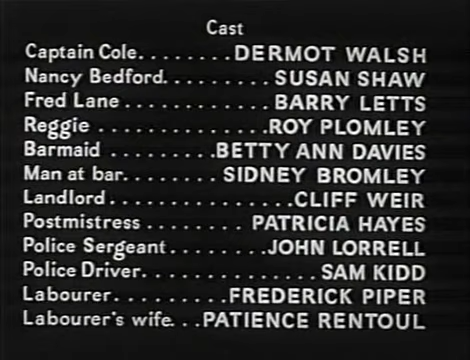 Cast
Captain Cole........DERMOT WALSH
Nancy Bedford.........SUSAN SHAW
Fred Lane............BARRY LETTS
Reggie..............ROY PLOMLEY
Barmaid.........BETTY ANN DAVIES
Man at bar........SIDNEY BROMLEY
Landlord..............CLIFF WEIR
Postmistress.......PATRICIA HAYES
Police Sergeant.......JOHN LORRELL
Police Driver.............SAM KIDD
Labourer.........FREDERICK PIPER
Labourer's wife...PATIENCE RENTOUL